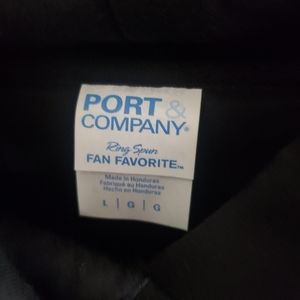 PORT &
COMPANY®
Ring Spun
FAN FAVORITE™
Made in Honduras
Fabriqué au Honduras
Hecho en Honduras
L | G | G